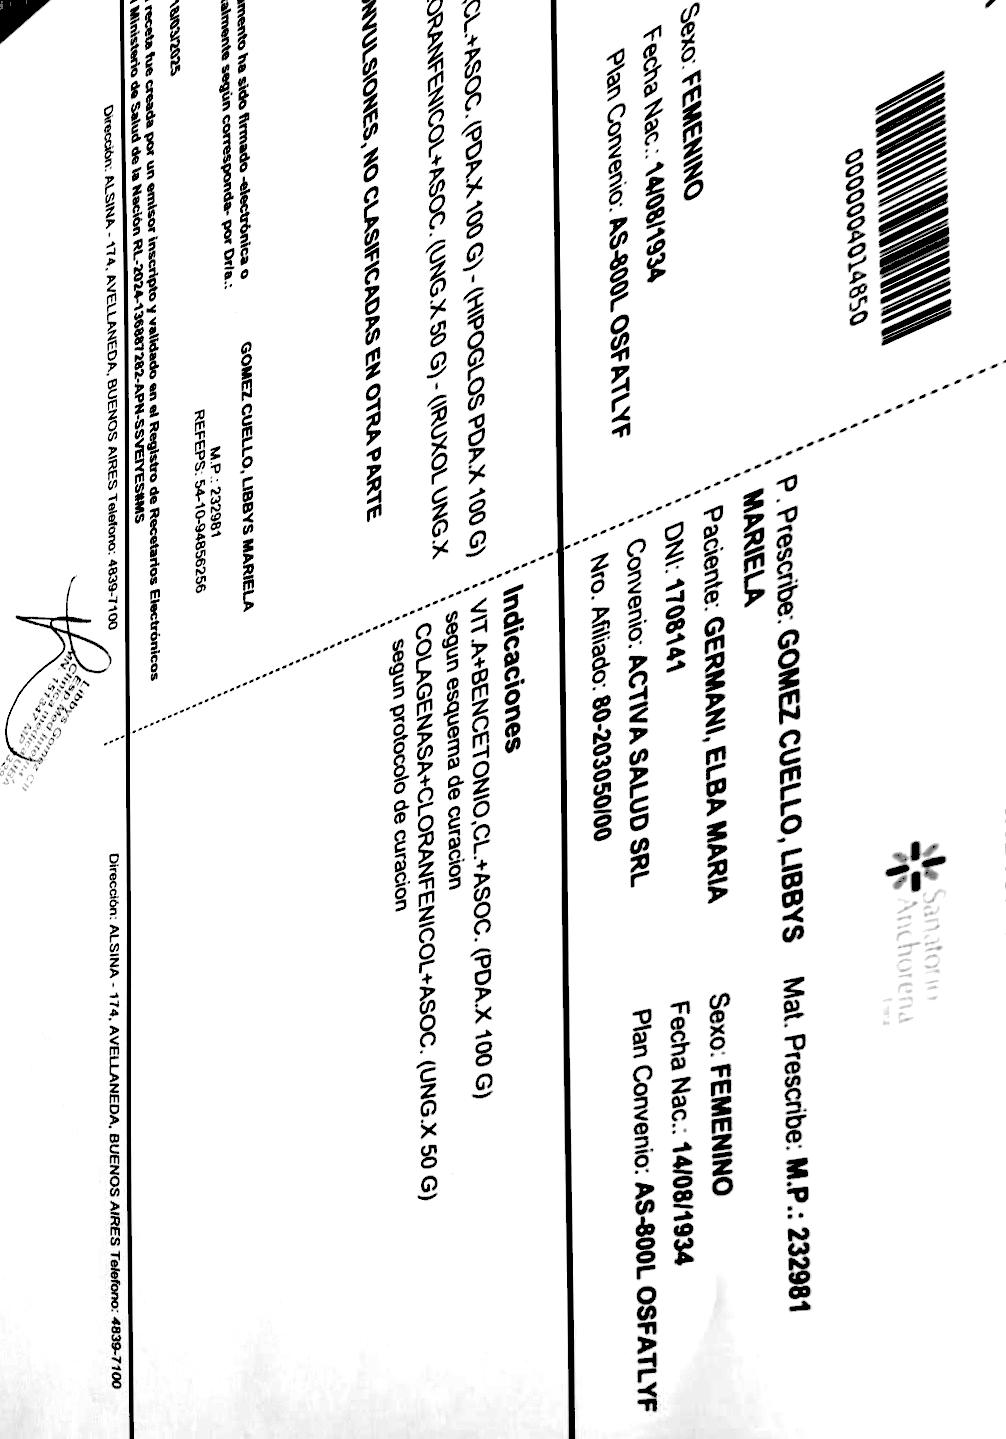 0000004014850
Sexo: FEMENINO
Fecha Nac.: 14/08/1934
Plan Convenio: AS-800L OSFATLYF
CL.+ASOC. (PDA.X 100 G) - (HIPOGLOS PDA.X 100 G)
ORANFENICOL+ASOC. (UNG.X 50 G) - (IRUXOL UNG.X
NVULSIONES, NO CLASIFICADAS EN OTRA PARTE
mento ha sido firmado -electrónica o
almente según corresponda- por Dr/a.:
GOMEZ CUELLO, LIBBYS MARIELA
M.P.: 232981
REFEPS: 54-10-94856256
18/03/2025
receta fue creada por un emisor inscripto y validado en el Registro de Recetarios Electrónicos
Ministerio de Salud de la Nación RL-2024-136887282-APN-SSVEIYES#MS
Dirección: ALSINA - 174, AVELLANEDA, BUENOS AIRES Telefono: 4839-7100
Sanatorio
Anchorena
P. Prescribe: GOMEZ CUELLO, LIBBYS MARIELA Mat. Prescribe: M.P.: 232981
Paciente: GERMANI, ELBA MARIA Sexo: FEMENINO
DNI: 1708141 Fecha Nac.: 14/08/1934
Convenio: ACTIVA SALUD SRL Plan Convenio: AS-800L OSFATLYF
Nro. Afiliado: 80-203050/00
Indicaciones
VIT.A+BENCETONIO,CL.+ASOC. (PDA.X 100 G)
segun esquema de curacion
COLAGENASA+CLORANFENICOL+ASOC. (UNG.X 50 G)
segun protocolo de curacion
Dirección: ALSINA - 174, AVELLANEDA, BUENOS AIRES Telefono: 4839-7100